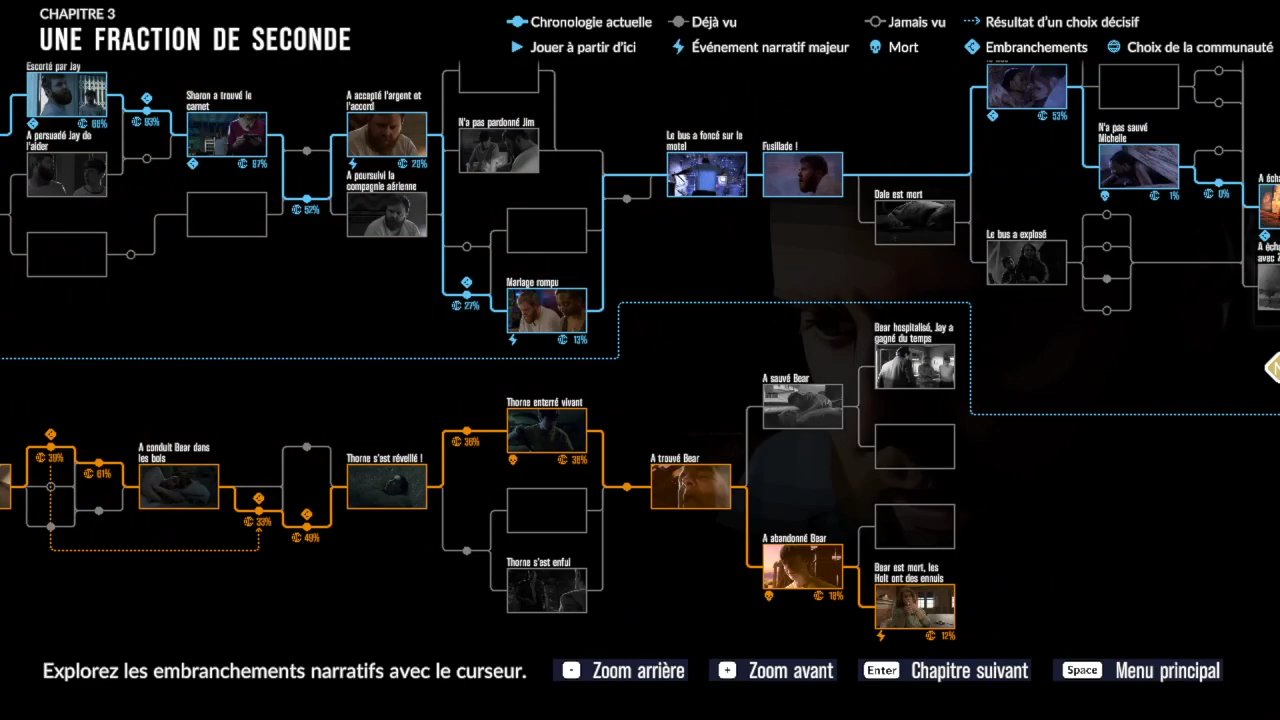 CHAPITRE 3
UNE FRACTION DE SECONDE
Chronologie actuelle
Déjà vu
Jamais vu
Résultat d'un choix décisif
Jouer à partir d'ici
Événement narratif majeur
Mort
Embranchements
Choix de la communauté
Escorté par Jay
66%
93%
A persuadé Jay de
l'aider
Sharon a trouvé le
carnet
97%
52%
A accepté l'argent et
l'accord
20%
A poursuivi la
compagnie aérienne
N'a pas pardonné Jim
27%
Mariage rompu
13%
Le bus a foncé sur le
motel
Fusillade !
Dale est mort
53%
Le bus a explosé
N'a pas sauvé
Michelle
1%
0%
A écha
A écha
avec Z
39%
61%
A conduit Bear dans
les bois
33%
49%
Thorne s'est réveillé !
36%
Thorne enterré vivant
36%
Thorne s'est enfui
A trouvé Bear
A sauvé Bear
A abandonné Bear
18%
Bear hospitalisé, Jay a
gagné du temps
Bear est mort, les
Holt ont des ennuis
12%
Explorez les embranchements narratifs avec le curseur.
- Zoom arrière
+ Zoom avant
Enter Chapitre suivant
Space Menu principal